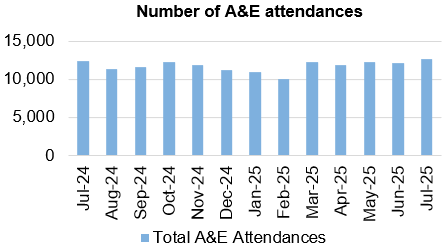 Number of A&E attendances
15,000
10,000
5,000
0
Jul-24
Aug-24
Sep-24
Oct-24
Nov-24
Dec-24
Jan-25
Feb-25
Mar-25
Apr-25
May-25
Jun-25
Jul-25
Total A&E Attendances